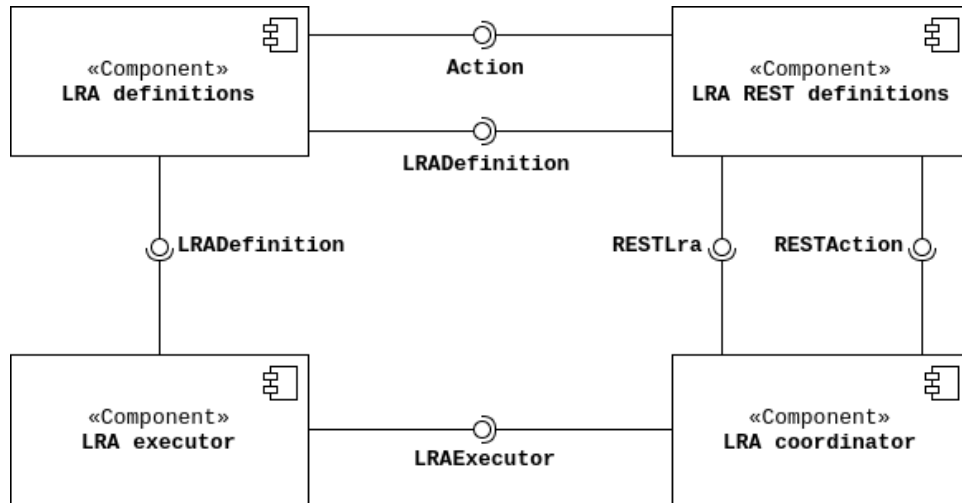 «Component»
LRA definitions
Action
«Component»
LRA REST definitions
LRADefinition
LRADefinition
RESTLra
RESTAction
«Component»
LRA executor
LRAExecutor
«Component»
LRA coordinator